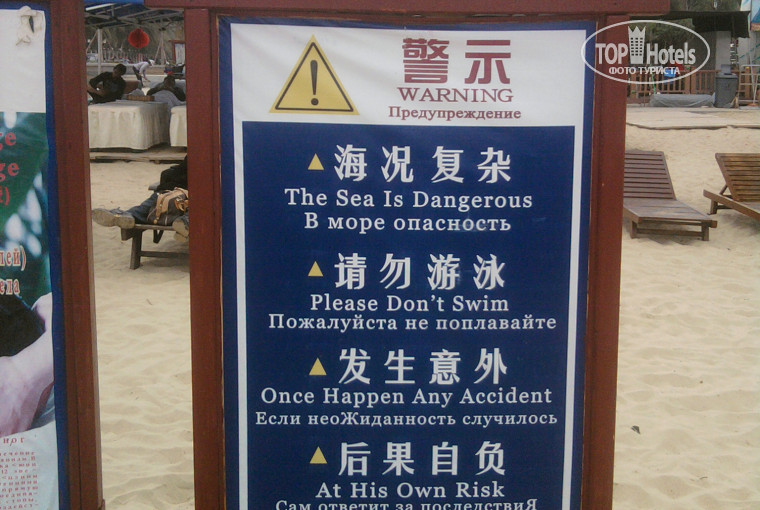 TOP Hotels
ФОТО ТУРИСТА
警示
WARNING
Предупреждение
海况复杂
The Sea Is Dangerous
В море опасность
请勿游泳
Please Don't Swim
Пожалуйста не поплавайте
发生意外
Once Happen Any Accident
Если неоЖиданность случилось
后果自负
At His Own Risk
Сам ответит за последствиЯ